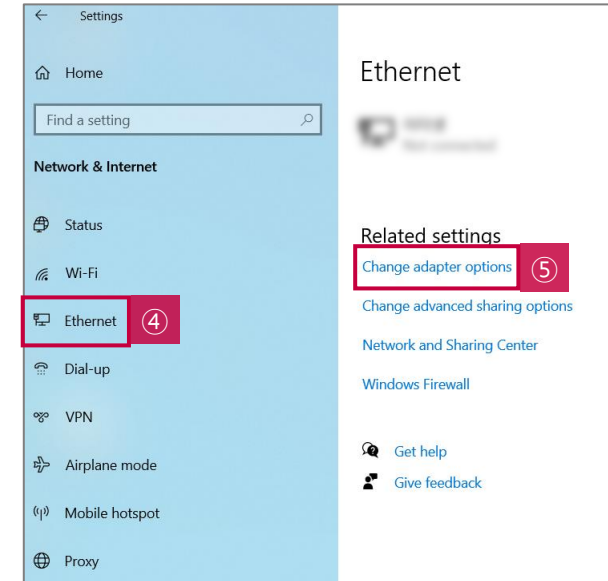 Settings
Home
Find a setting
Network & Internet
Status
Wi-Fi
Ethernet ④
Dial-up
VPN
Airplane mode
Mobile hotspot
Proxy
Ethernet
Not connected
Related settings
Change adapter options ⑤
Change advanced sharing options
Network and Sharing Center
Windows Firewall
Get help
Give feedback